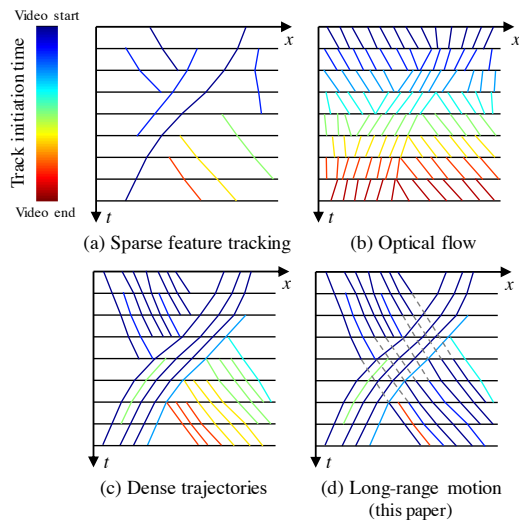 Video start
Track initiation time
Video end
x
t
(a) Sparse feature tracking
x
t
(b) Optical flow
x
t
(c) Dense trajectories
x
t
(d) Long-range motion
(this paper)